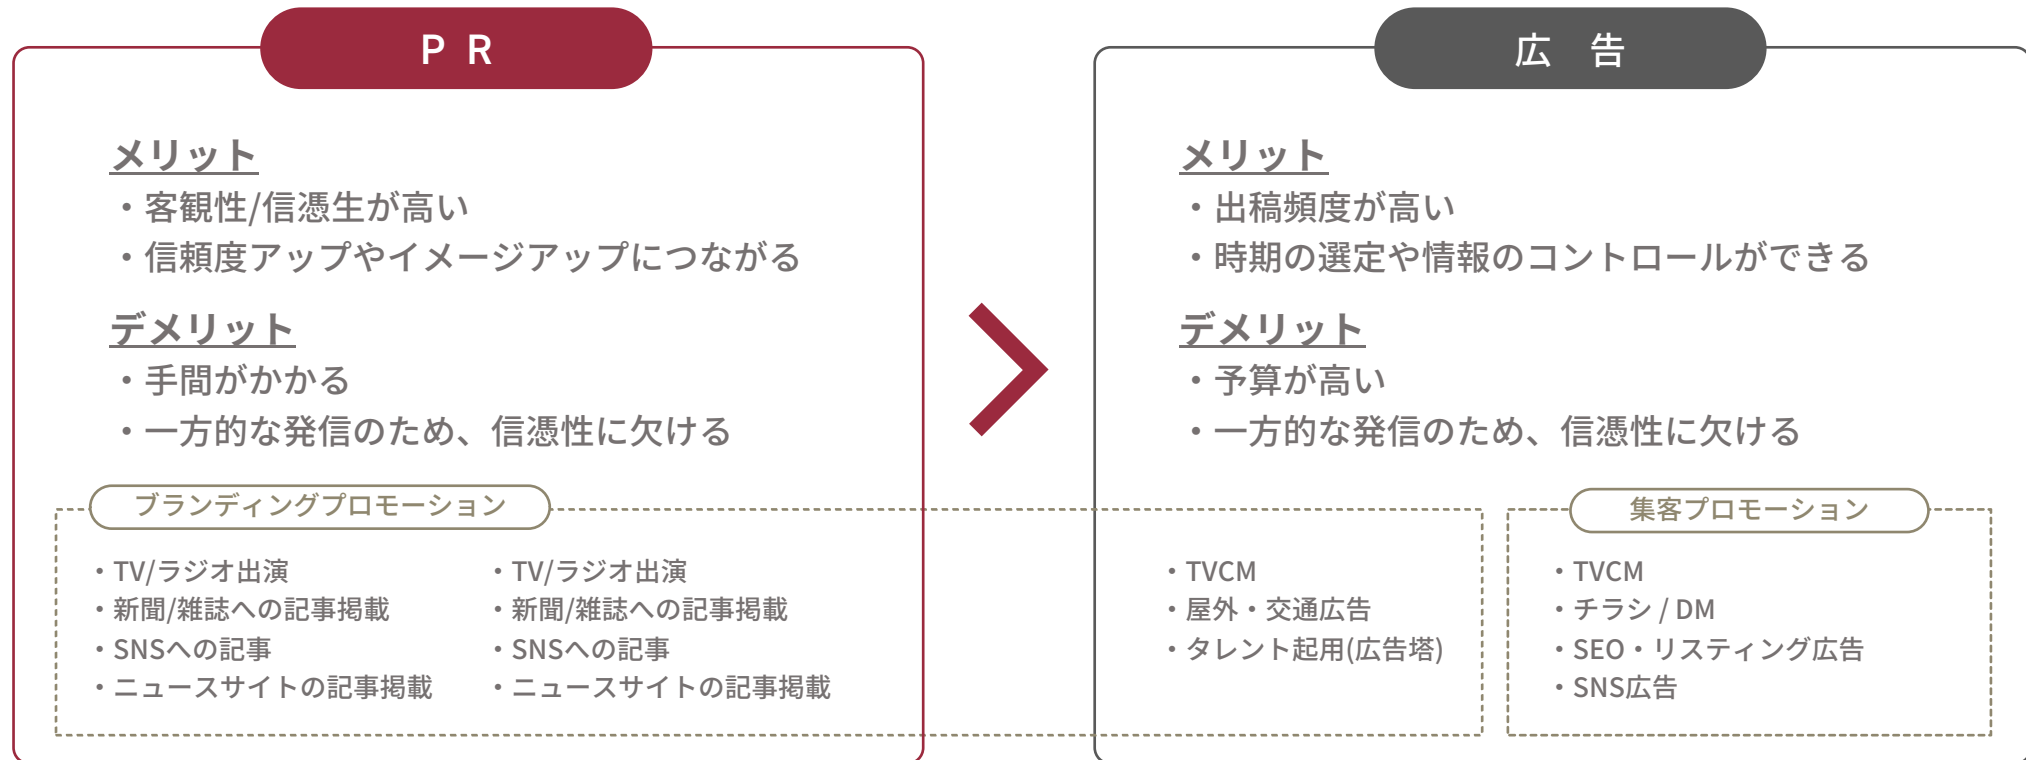 P R
メリット
・客観性/信憑生が高い
・信頼度アップやイメージアップにつながる
デメリット
・手間がかかる
・一方的な発信のため、信憑性に欠ける
広 告
メリット
・出稿頻度が高い
・時期の選定や情報のコントロールができる
デメリット
・予算が高い
・一方的な発信のため、信憑性に欠ける
ブランディングプロモーション
・TV/ラジオ出演
・新聞/雑誌への記事掲載
・SNSへの記事
・ニュースサイトの記事掲載
・TV/ラジオ出演
・新聞/雑誌への記事掲載
・SNSへの記事
・ニュースサイトの記事掲載
・TVCM
・屋外・交通広告
・タレント起用(広告塔)
集客プロモーション
・TVCM
・チラシ / DM
・SEO・リスティング広告
・SNS広告